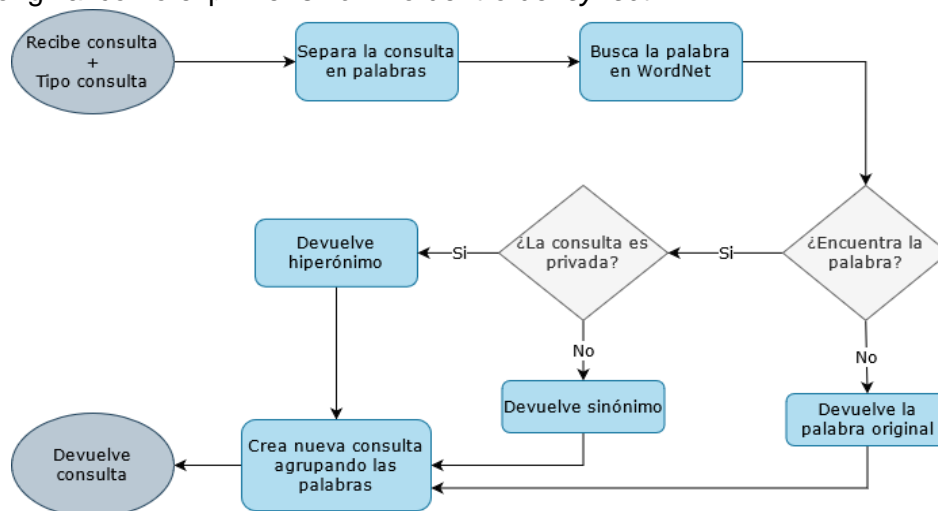 Recibe consulta
+
Tipo consulta
Separa la consulta
en palabras
Busca la palabra
en WordNet
¿Encuentra la
palabra?
Si
¿La consulta es
privada?
Si
Devuelve
hiperónimo
No
No
Devuelve sinónimo
Devuelve la
palabra original
Crea nueva consulta
agrupando las
palabras
Devuelve
consulta